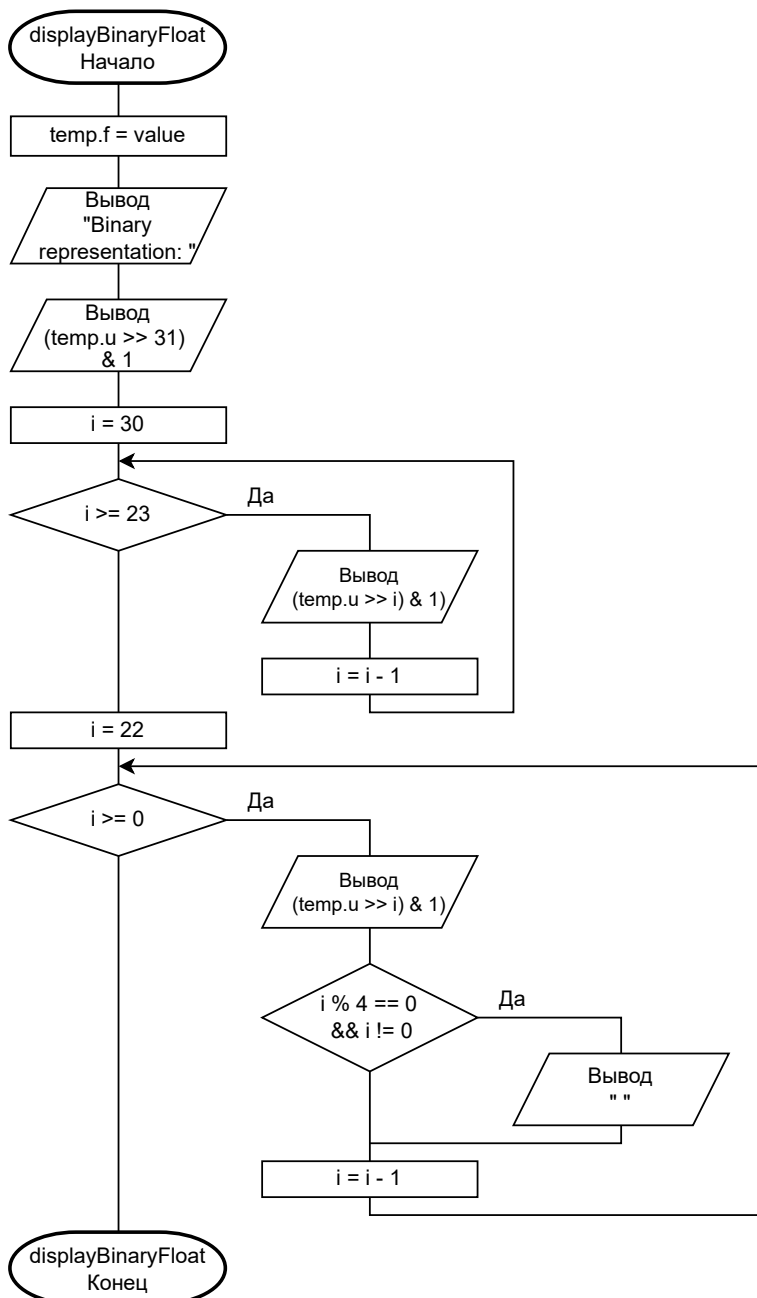 displayBinaryFloat
Начало
temp.f = value
Вывод
"Binary
representation: "
Вывод
(temp.u >> 31)
& 1
i = 30
i >= 23
Да
Вывод
(temp.u >> i) & 1)
i = i - 1
i = 22
i >= 0
Да
Вывод
(temp.u >> i) & 1)
i % 4 == 0
&& i != 0
Да
Вывод
" "
i = i - 1
displayBinaryFloat
Конец